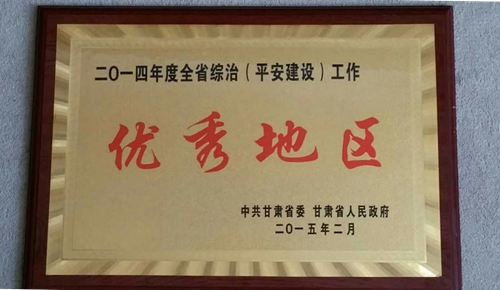 二〇一四年度全省综治（平安建设）工作
优秀地区
中共甘肃省委 甘肃省人民政府
二〇一五年二月